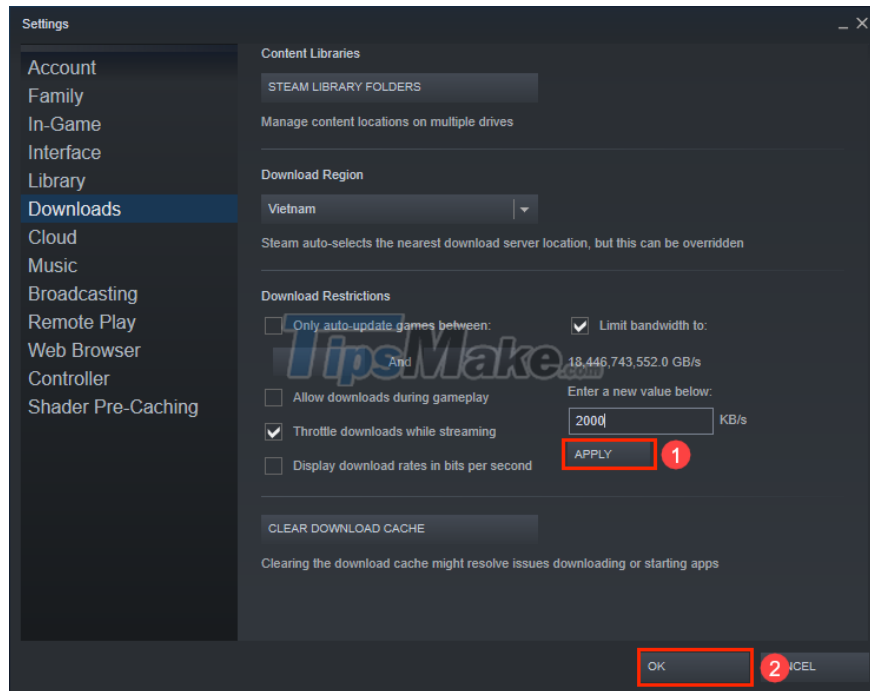 Settings
Account
Family
In-Game
Interface
Library
Downloads
Cloud
Music
Broadcasting
Remote Play
Web Browser
Controller
Shader Pre-Caching
Content Libraries
STEAM LIBRARY FOLDERS
Manage content locations on multiple drives
Download Region
Vietnam
Steam auto-selects the nearest download server location, but this can be overridden
Download Restrictions
Only auto-update games between:
And
Allow downloads during gameplay
Throttle downloads while streaming
Display download rates in bits per second
Limit bandwidth to:
18,446,743,552.0 GB/s
Enter a new value below:
2000 KB/s
APPLY 1
TipsMake.com
CLEAR DOWNLOAD CACHE
Clearing the download cache might resolve issues downloading or starting apps
OK 2 NCEL